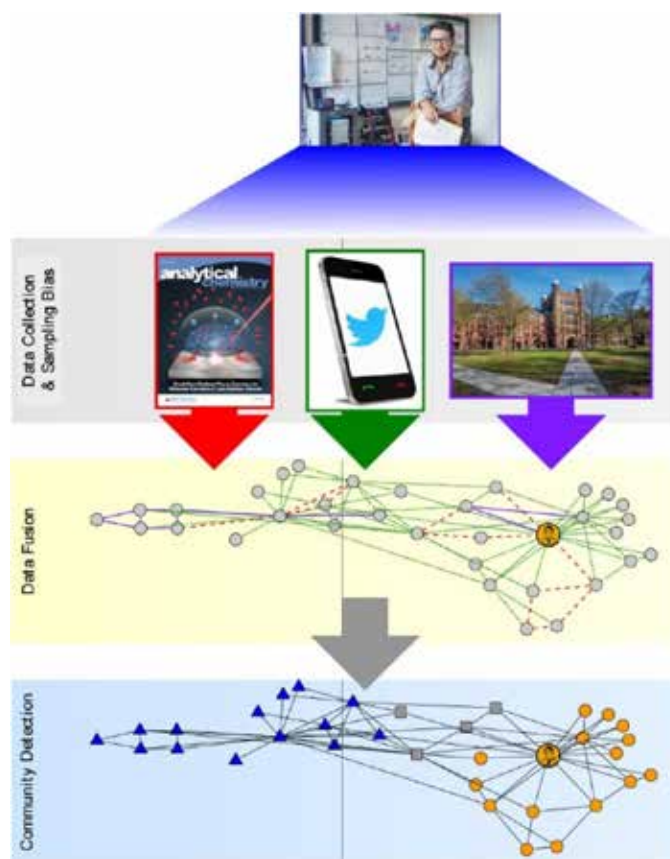 analytical
chemistry
Data Collection
& Sampling Bias
Data Fusion
Community Detection